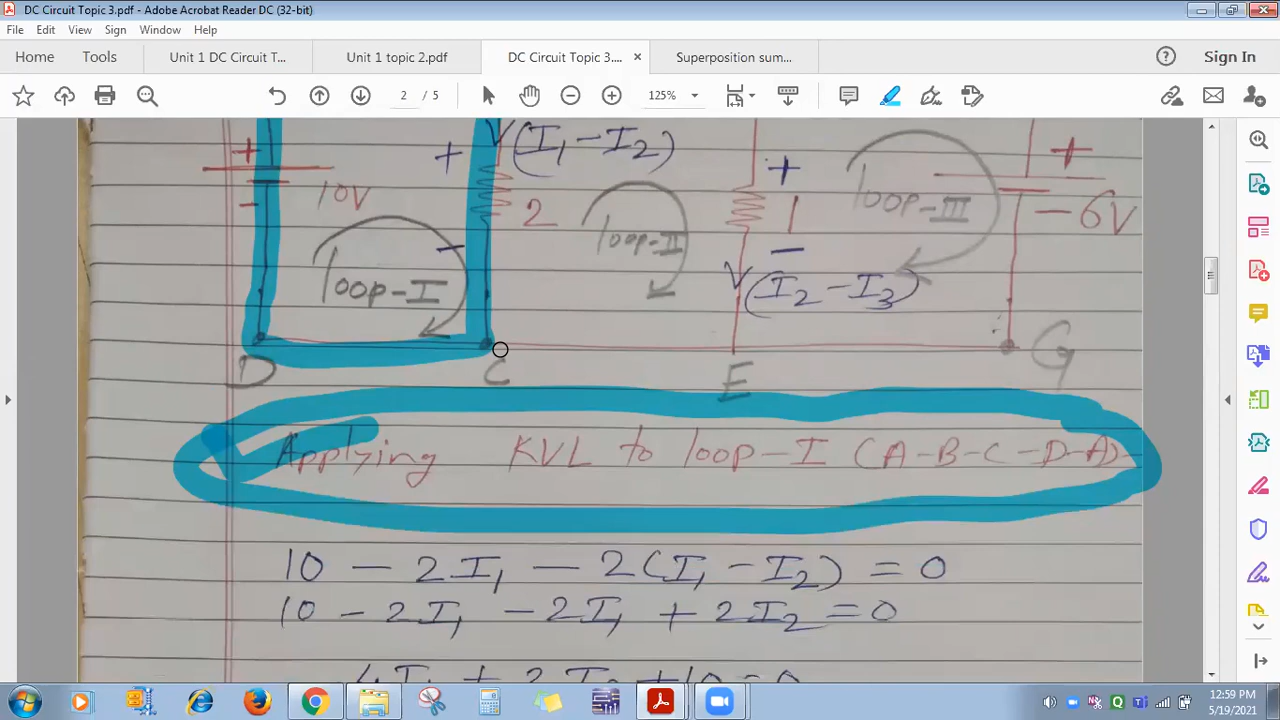 DC Circuit Topic 3.pdf - Adobe Acrobat Reader DC (32-bit)
File Edit View Sign Window Help
Home Tools Unit 1 DC Circuit T... Unit 1 topic 2.pdf DC Circuit Topic 3.... × Superposition sum... ? Sign In
2 / 5 125%
+ (I₁-I₂) + +
+ 10V 2 loop-II 1 loop-III -6V
- - -
loop-I (I₂-I₃)
D C E G
Applying KVL to loop-I (A-B-C-D-A)-
10 - 2I₁ - 2(I₁-I₂) = 0
10 - 2I₁ - 2I₁ + 2I₂ = 0
12:59 PM
5/19/2021